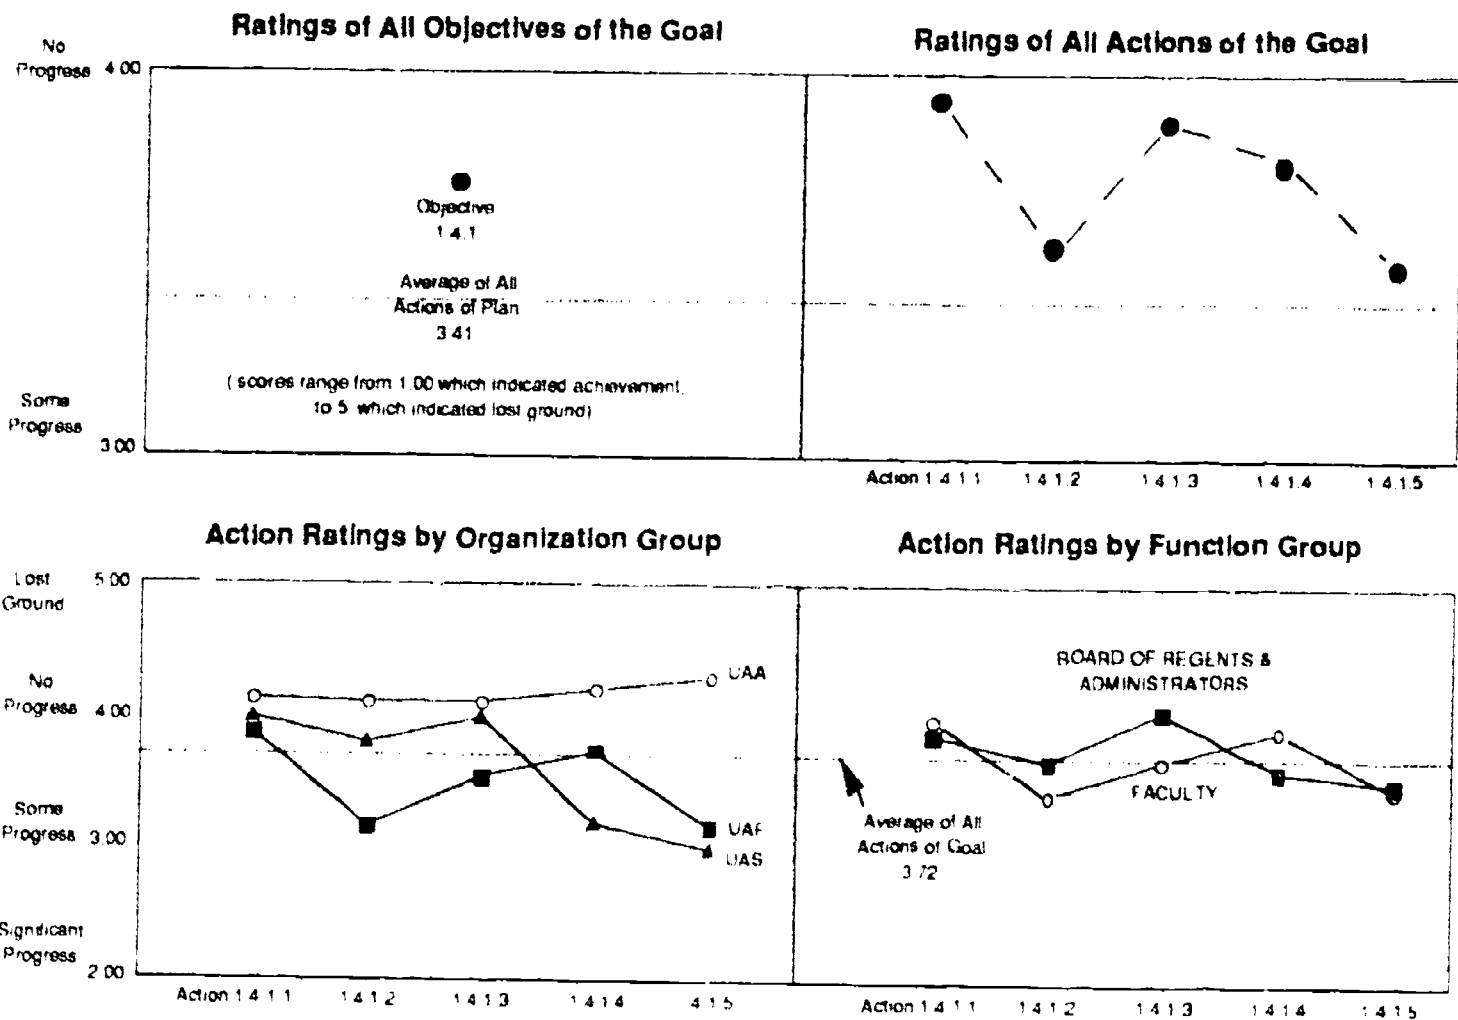 Ratings of All Objectives of the Goal
No
Progress 4.00
Objective
1.4.1
Average of All
Actions of Plan
3.41
( scores range from 1.00 which indicated achievement,
to 5 which indicated lost ground)
Some
Progress
3.00
Ratings of All Actions of the Goal
Action 1.4.1.1 1.4.1.2 1.4.1.3 1.4.1.4 1.4.1.5
Action Ratings by Organization Group
Lost
Ground
5.00
No
Progress 4.00
Some
Progress 3.00
Significant
Progress
2.00
UAA
UAF
UAS
Action 1.4.1.1 1.4.1.2 1.4.1.3 1.4.1.4 4.1.5
Action Ratings by Function Group
BOARD OF REGENTS &
ADMINISTRATORS
FACULTY
Average of All
Actions of Goal
3.72
Action 1.4.1.1 1.4.1.2 1.4.1.3 1.4.1.4 1.4.1.5